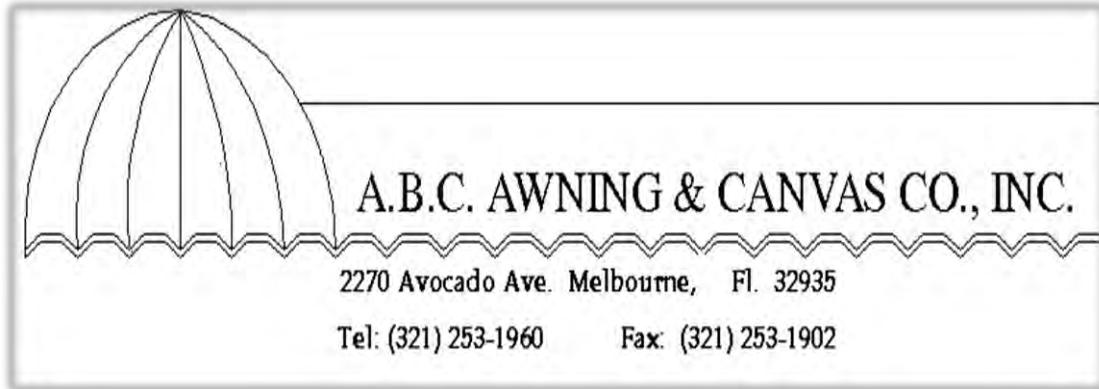 A.B.C. AWNING & CANVAS CO., INC.
2270 Avocado Ave. Melbourne, Fl. 32935
Tel: (321) 253-1960 Fax: (321) 253-1902